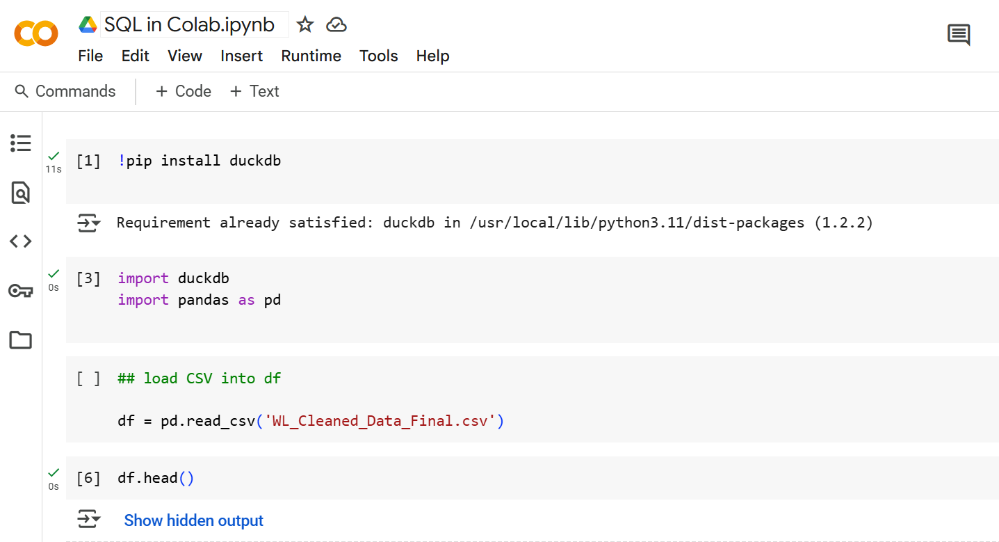 SQL in Colab.ipynb
File Edit View Insert Runtime Tools Help
Commands + Code + Text
[1] !pip install duckdb
11s
Requirement already satisfied: duckdb in /usr/local/lib/python3.11/dist-packages (1.2.2)
[3] import duckdb
0s
import pandas as pd
[ ] ## load CSV into df
df = pd.read_csv('WL_Cleaned_Data_Final.csv')
[6] df.head()
0s
Show hidden output